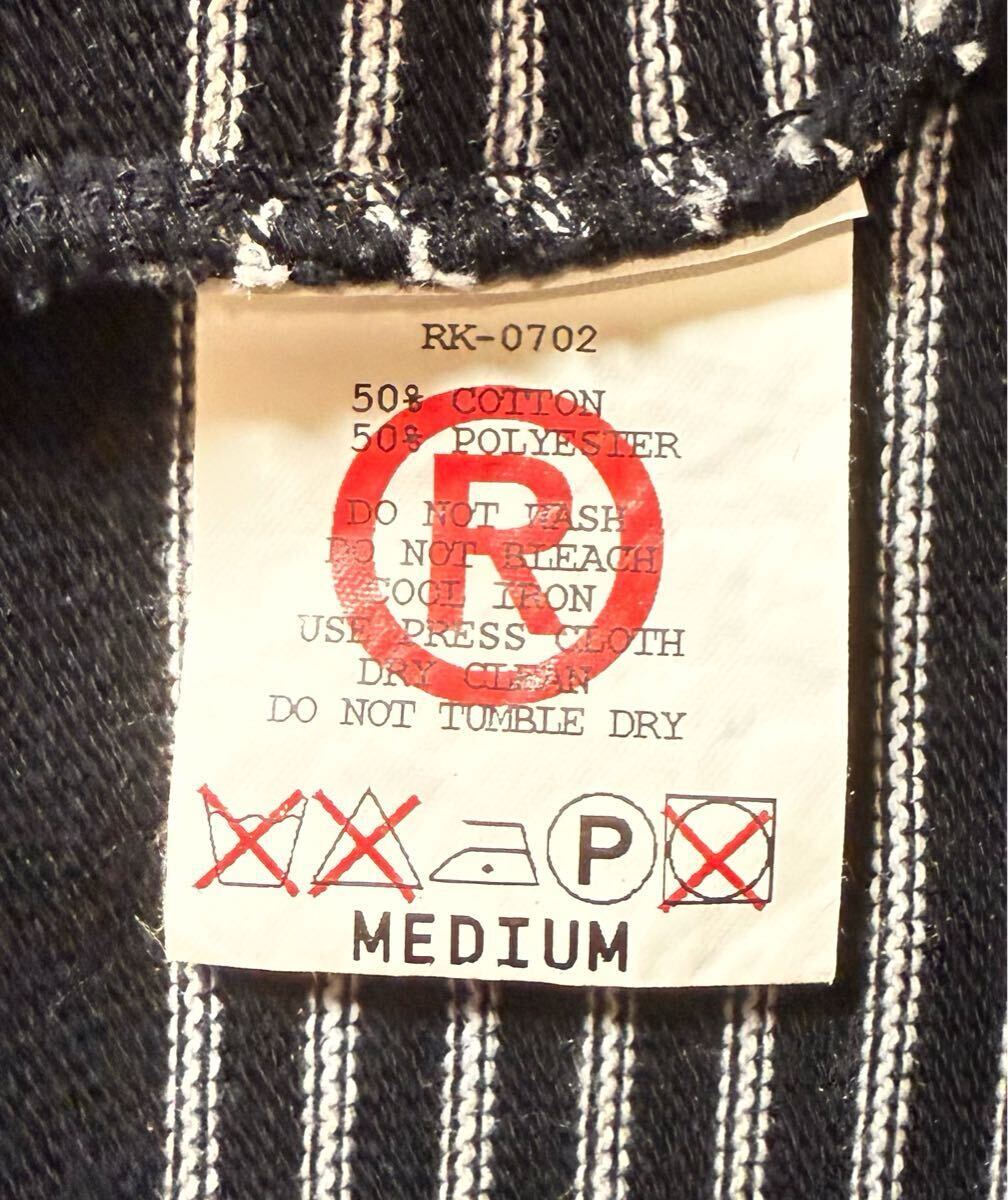 RK-0702
50% COTTON
50% POLYESTER
R
DO NOT WASH
DO NOT BLEACH
COOL IRON
USE PRESS CLOTH
DRY CLEAN
DO NOT TUMBLE DRY
P
MEDIUM